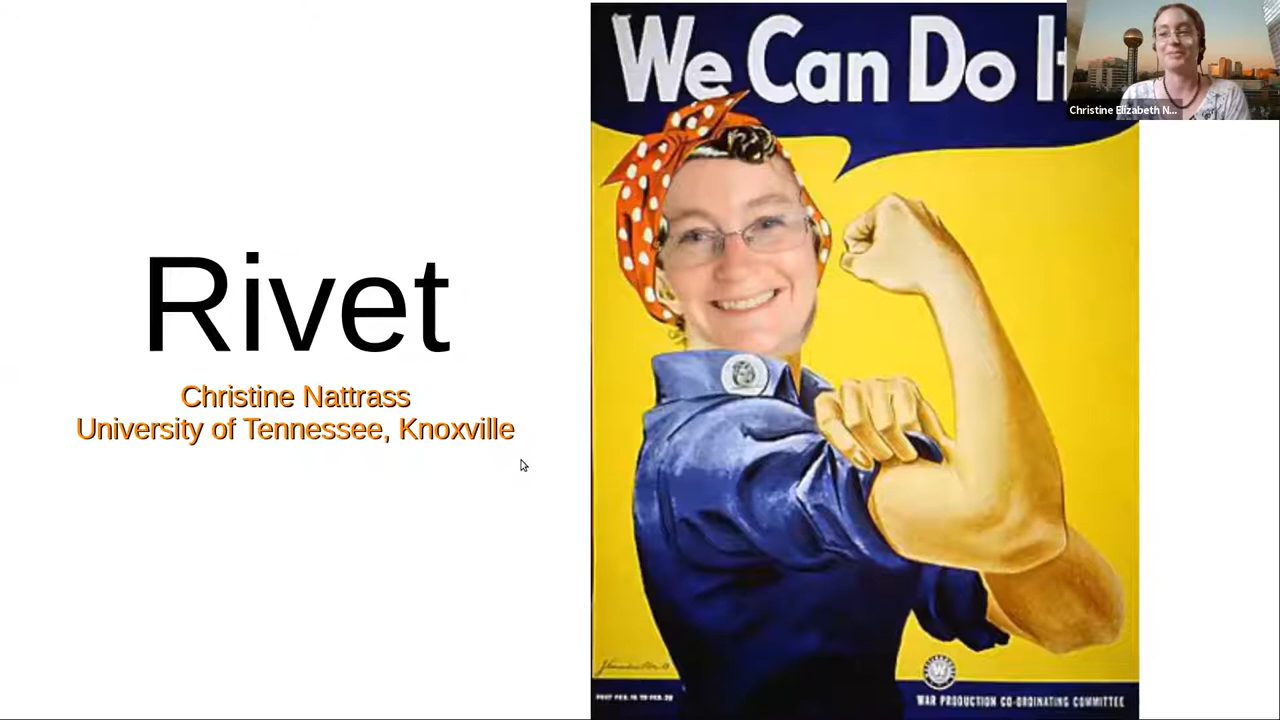 We Can Do It
Christine Elizabeth N...
Rivet
Christine Nattrass
University of Tennessee, Knoxville
WAR PRODUCTION CO-ORDINATING COMMITTEE